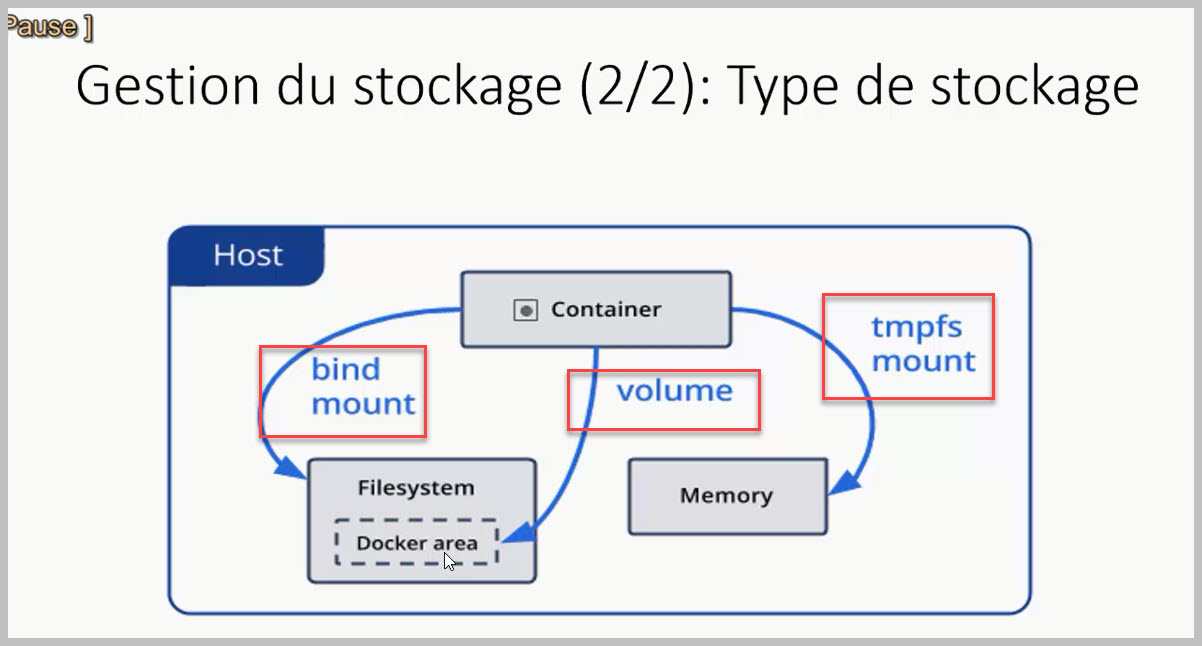 Pause ]
Gestion du stockage (2/2): Type de stockage
Host
Container
bind
mount
volume
tmpfs
mount
Filesystem
Docker area
Memory